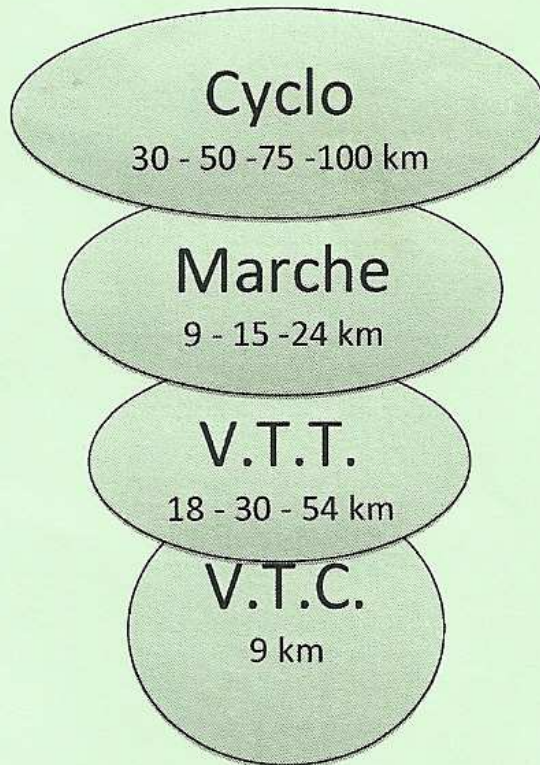 Cyclo
30 - 50 -75 -100 km
Marche
9 - 15 -24 km
V.T.T.
18 - 30 - 54 km
V.T.C.
9 km